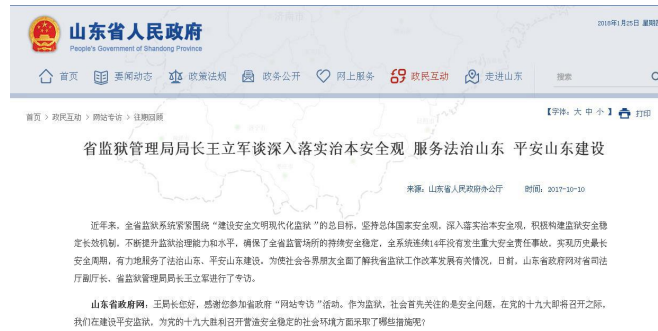 山东省人民政府
People's Government of Shandong Province
2018年1月25日 星期
首页 要闻动态 政策法规 政务公开 网上服务 政民互动 走进山东 搜索
首页 > 政民互动 > 网站专访 > 往期回顾
【字体：大 中 小 】 打印
省监狱管理局局长王立军谈深入落实治本安全观 服务法治山东 平安山东建设
来源：山东省人民政府办公厅 时间：2017-10-10
近年来，全省监狱系统紧紧围绕“建设安全文明现代化监狱”的总目标，坚持总体国家安全观，深入落实治本安全观，积极构建监狱安全稳
定长效机制，不断提升监狱治理能力和水平，确保了全省监管场所的持续安全稳定，全系统连续14年没有发生重大安全责任事故，实现历史最长
安全周期，有力地服务了法治山东、平安山东建设。为使社会各界朋友全面了解我省监狱工作改革发展有关情况，日前，山东省政府网对省司法
厅副厅长、省监狱管理局局长王立军进行了专访。
山东省政府网：王局长您好，感谢您参加省政府“网站专访”活动。作为监狱，社会首先关注的是安全问题，在党的十九大即将召开之际，
我们在建设平安监狱，为党的十九大胜利召开营造安全稳定的社会环境方面采取了哪些措施呢？